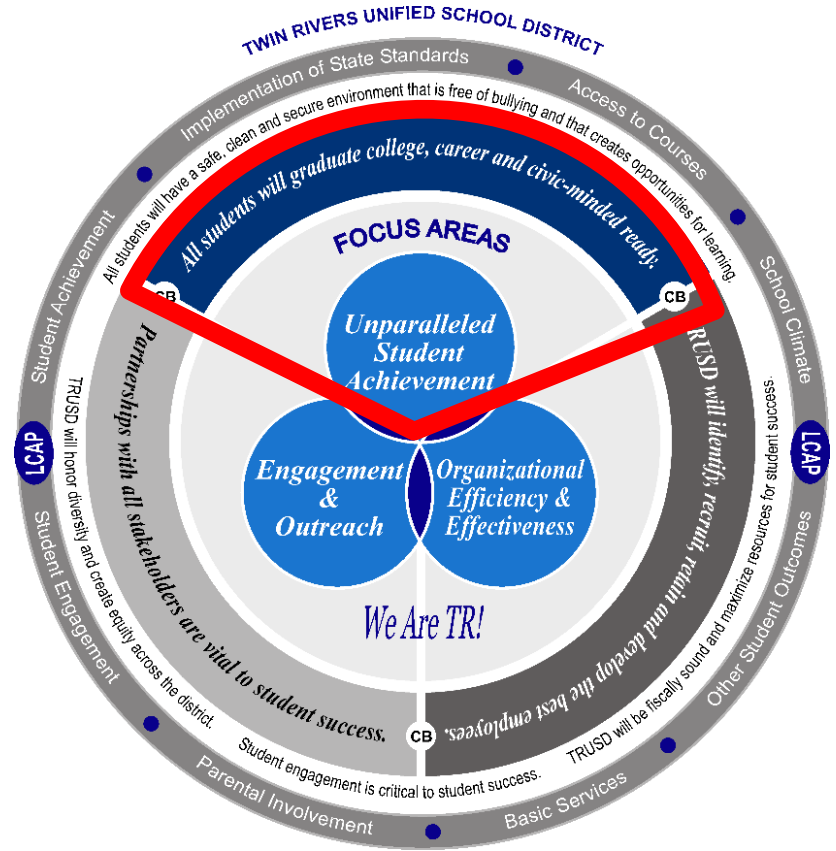 TWIN RIVERS UNIFIED SCHOOL DISTRICT
Implementation of State Standards
Access to Courses
School Climate
LCAP
Other Student Outcomes
Basic Services
Parental Involvement
Student Engagement
LCAP
Student Achievement
All students will have a safe, clean and secure environment that is free of bullying and that creates opportunities for learning.
TRUSD will be fiscally sound and maximize resources for student success.
Student engagement is critical to student success.
TRUSD will honor diversity and create equity across the district.
All students will graduate college, career and civic-minded ready.
CB
TRUSD will identify, recruit, retain and develop the best employees.
CB
Partnerships with all stakeholders are vital to student success.
CB
FOCUS AREAS
Unparalleled
Student
Achievement
Engagement
&
Outreach
Organizational
Efficiency &
Effectiveness
We Are TR!